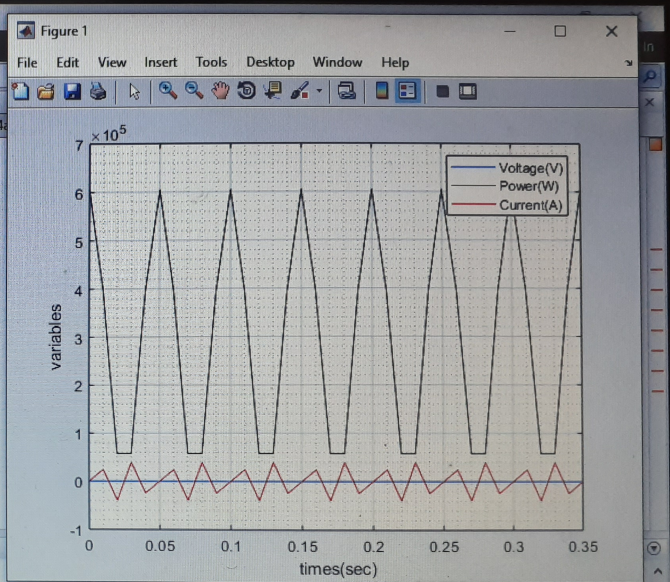 Figure 1
in
File Edit View Insert Tools Desktop Window Help
×10⁵
7
6
5
4
3
2
1
0
-1
variables
Voltage(V)
Power(W)
Current(A)
0 0.05 0.1 0.15 0.2 0.25 0.3 0.35
times(sec)